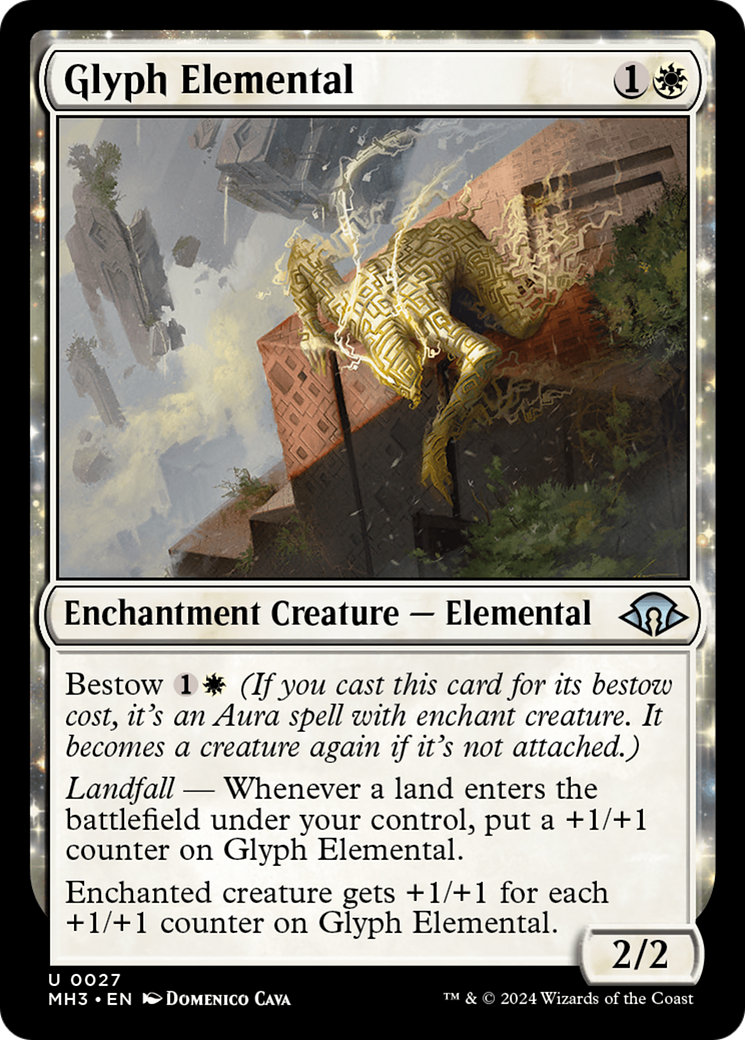 Glyph Elemental 1
Enchantment Creature — Elemental
Bestow 1 (If you cast this card for its bestow
cost, it's an Aura spell with enchant creature. It
becomes a creature again if it's not attached.)
Landfall — Whenever a land enters the
battlefield under your control, put a +1/+1
counter on Glyph Elemental.
Enchanted creature gets +1/+1 for each
+1/+1 counter on Glyph Elemental.
2/2
U 0027
MH3 • EN Domenico Cava ™ & © 2024 Wizards of the Coast